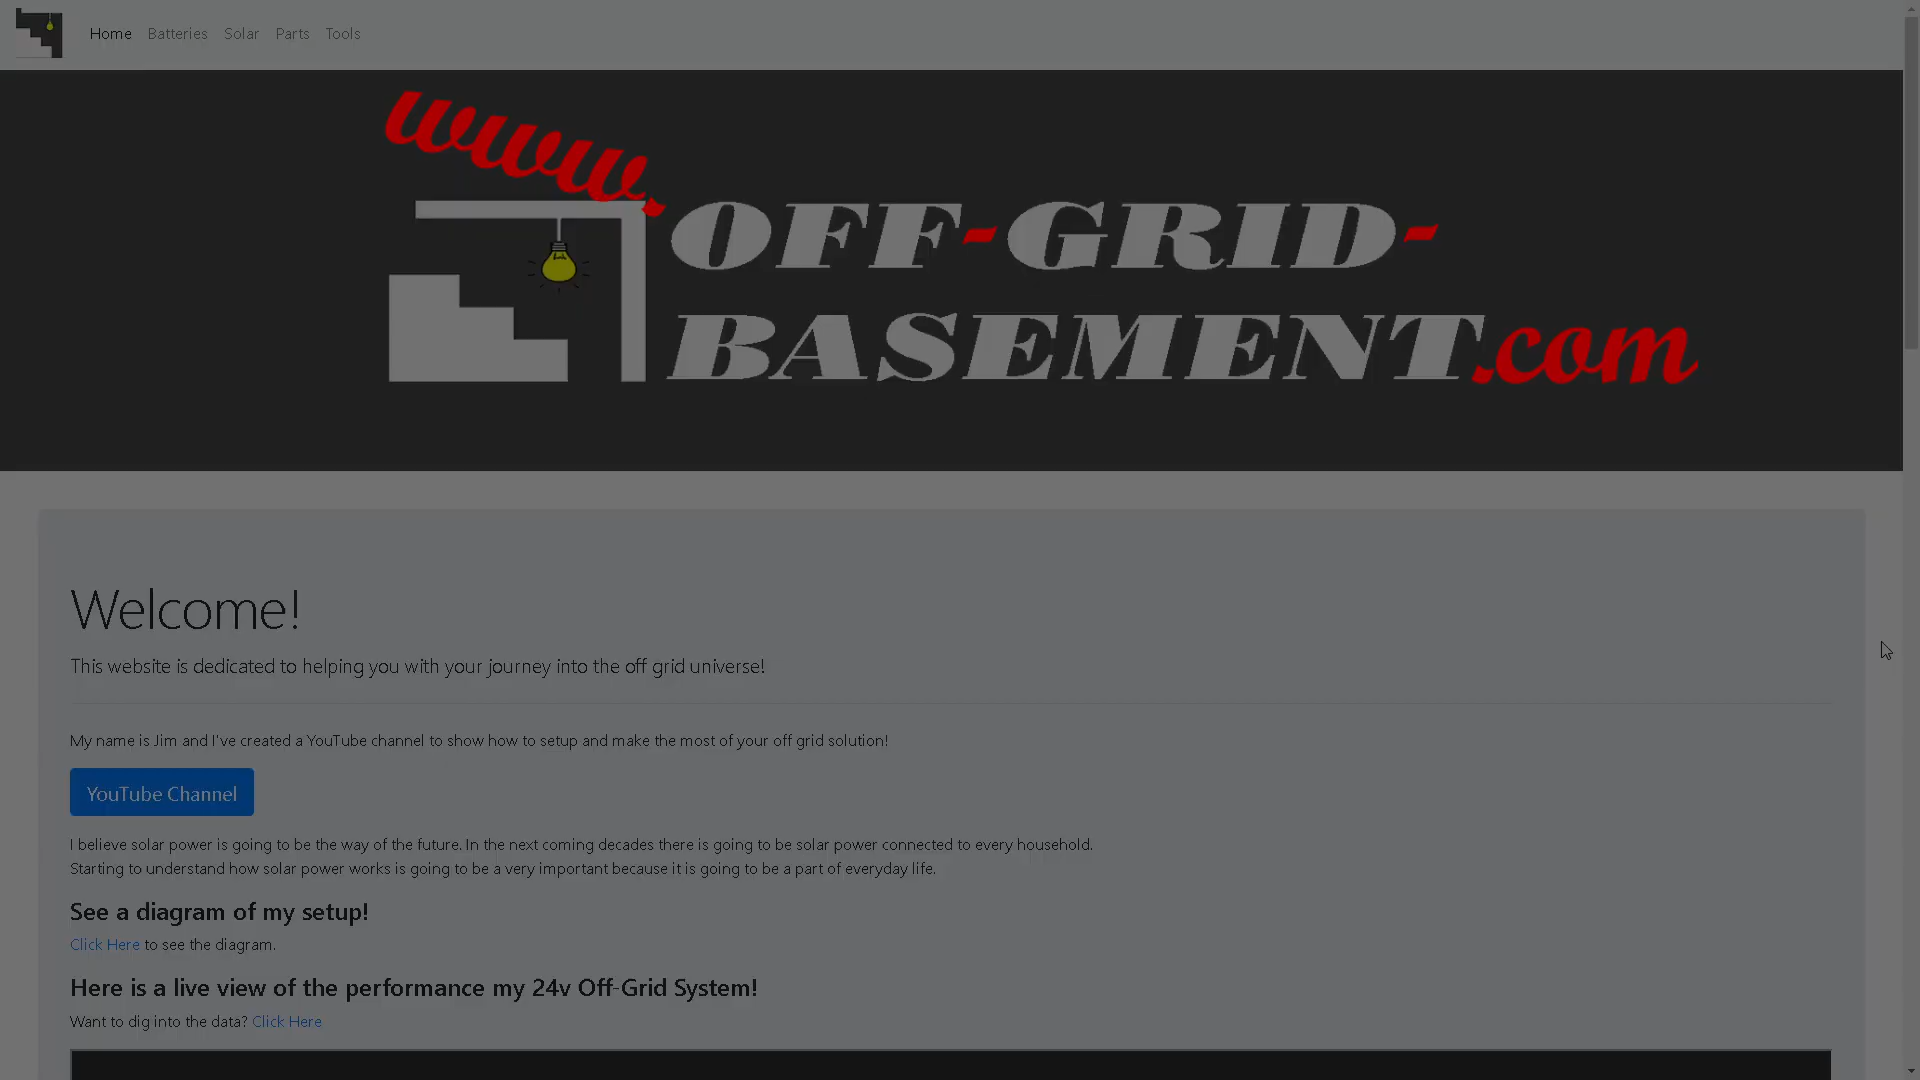 Home Batteries Solar Parts Tools
www.
OFF-GRID-
BASEMENT.com
Welcome!
This website is dedicated to helping you with your journey into the off grid universe!
My name is Jim and I've created a YouTube channel to show how to setup and make the most of your off grid solution!
YouTube Channel
I believe solar power is going to be the way of the future. In the next coming decades there is going to be solar power connected to every household.
Starting to understand how solar power works is going to be a very important because it is going to be a part of everyday life.
See a diagram of my setup!
Click Here to see the diagram.
Here is a live view of the performance my 24v Off-Grid System!
Want to dig into the data? Click Here